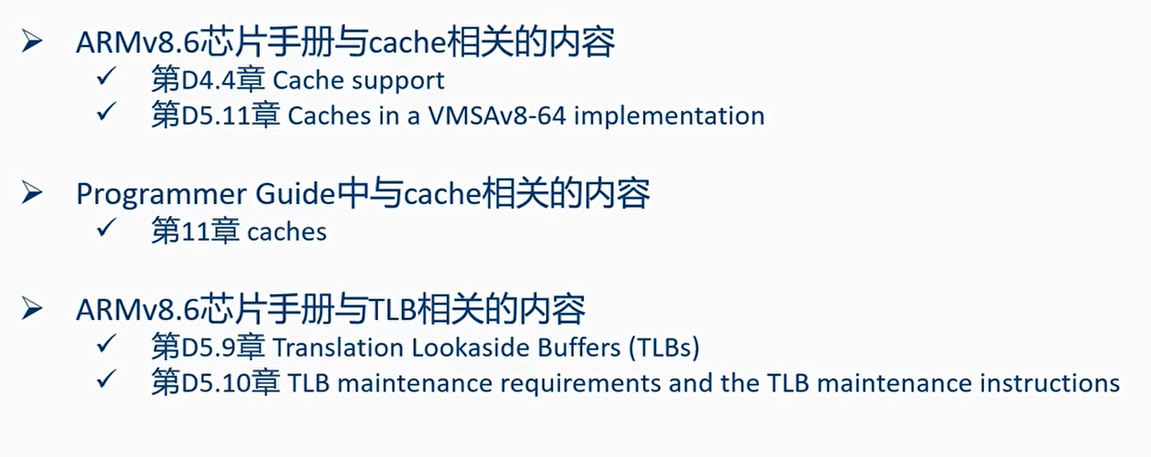 ➢ ARMv8.6芯片手册与cache相关的内容
✓ 第D4.4章 Cache support
✓ 第D5.11章 Caches in a VMSAv8-64 implementation
➢ Programmer Guide中与cache相关的内容
✓ 第11章 caches
➢ ARMv8.6芯片手册与TLB相关的内容
✓ 第D5.9章 Translation Lookaside Buffers (TLBs)
✓ 第D5.10章 TLB maintenance requirements and the TLB maintenance instructions